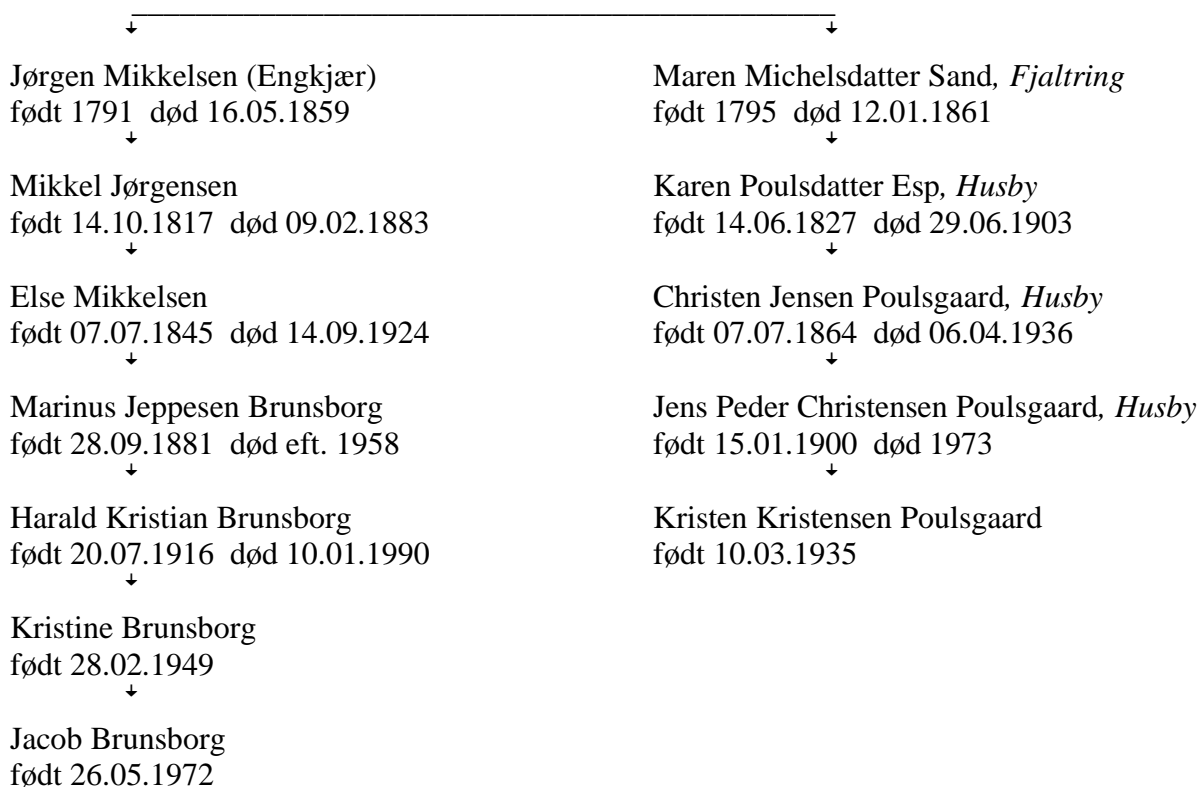 Jørgen Mikkelsen (Engkjær)
født 1791 død 16.05.1859
Mikkel Jørgensen
født 14.10.1817 død 09.02.1883
Else Mikkelsen
født 07.07.1845 død 14.09.1924
Marinus Jeppesen Brunsborg
født 28.09.1881 død eft. 1958
Harald Kristian Brunsborg
født 20.07.1916 død 10.01.1990
Kristine Brunsborg
født 28.02.1949
Jacob Brunsborg
født 26.05.1972
Maren Michelsdatter Sand, Fjaltring
født 1795 død 12.01.1861
Karen Poulsdatter Esp, Husby
født 14.06.1827 død 29.06.1903
Christen Jensen Poulsgaard, Husby
født 07.07.1864 død 06.04.1936
Jens Peder Christensen Poulsgaard, Husby
født 15.01.1900 død 1973
Kristen Kristensen Poulsgaard
født 10.03.1935